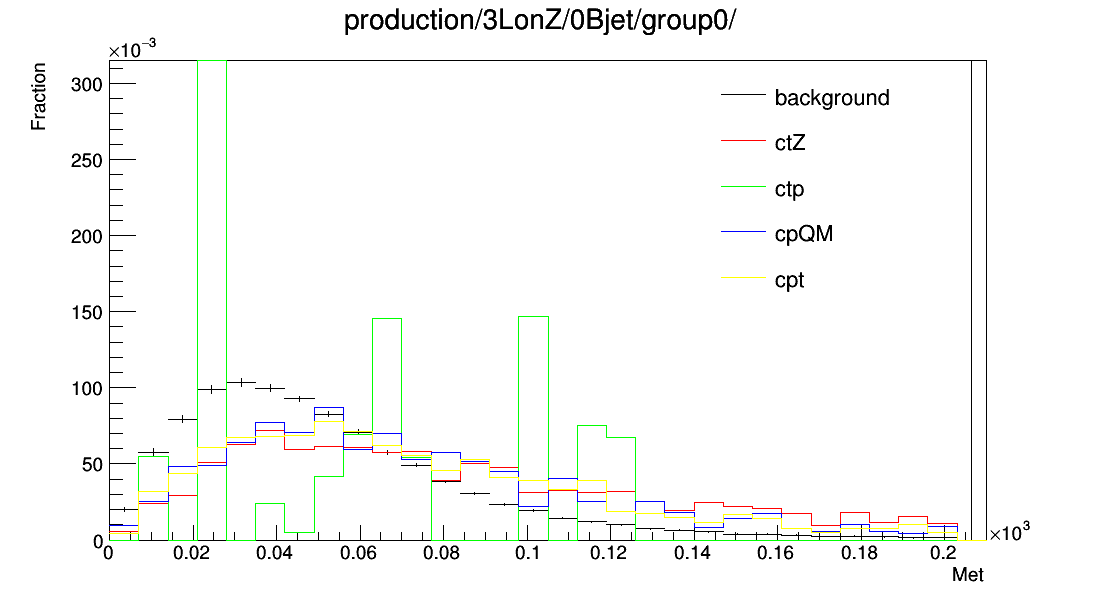 production/3LonZ/0Bjet/group0/
×10⁻³
Fraction
300
250
200
150
100
50
0
background
ctZ
ctp
cpQM
cpt
0 0.02 0.04 0.06 0.08 0.1 0.12 0.14 0.16 0.18 0.2
×10³
Met